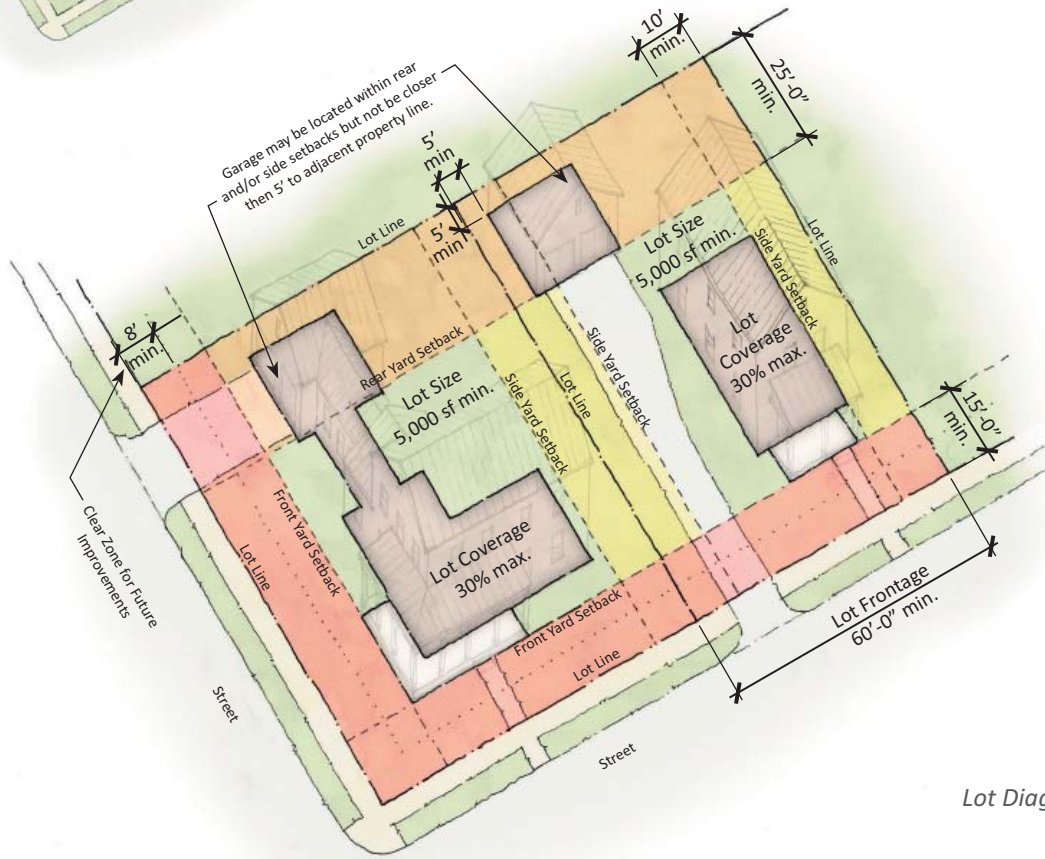 10'
min.
25'-0"
min.
Garage may be located within rear
and/or side setbacks but not be closer
then 5' to adjacent property line.
5'
min
5'
min
Lot Line
Lot Size
5,000 sf min.
Side Yard Setback
Lot Line
8'
min.
Rear Yard Setback
Lot Size
5,000 sf min.
Side Yard Setback
Lot Line
Side Yard Setback
Lot
Coverage
30% max.
15'-0"
min.
Clear Zone for Future
Improvements
Lot Line
Front Yard Setback
Lot Coverage
30% max.
Front Yard Setback
Lot Line
Lot Frontage
60'-0" min.
Street
Street
Lot Diag